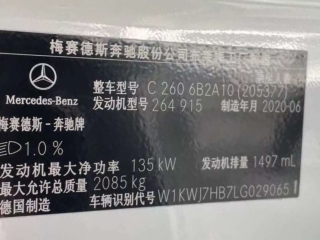 梅赛德斯奔驰股份公司
Mercedes-Benz
整车型号 C 260 6B2A10(205377)
发动机型号 264 915 制造年月 2020-06
梅赛德斯-奔驰牌
1.0 %
发动机最大净功率 135 kW 发动机排量 1497 mL
最大允许总质量 2085 kg
德国制造 车辆识别代号 W1KWJ7HB7LG029065